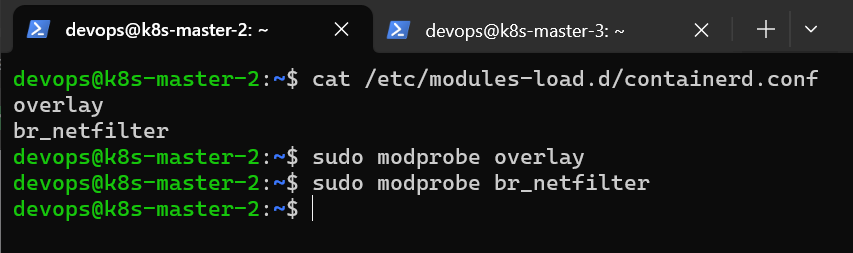 devops@k8s-master-2: ~
devops@k8s-master-3: ~
devops@k8s-master-2:~$ cat /etc/modules-load.d/containerd.conf
overlay
br_netfilter
devops@k8s-master-2:~$ sudo modprobe overlay
devops@k8s-master-2:~$ sudo modprobe br_netfilter
devops@k8s-master-2:~$